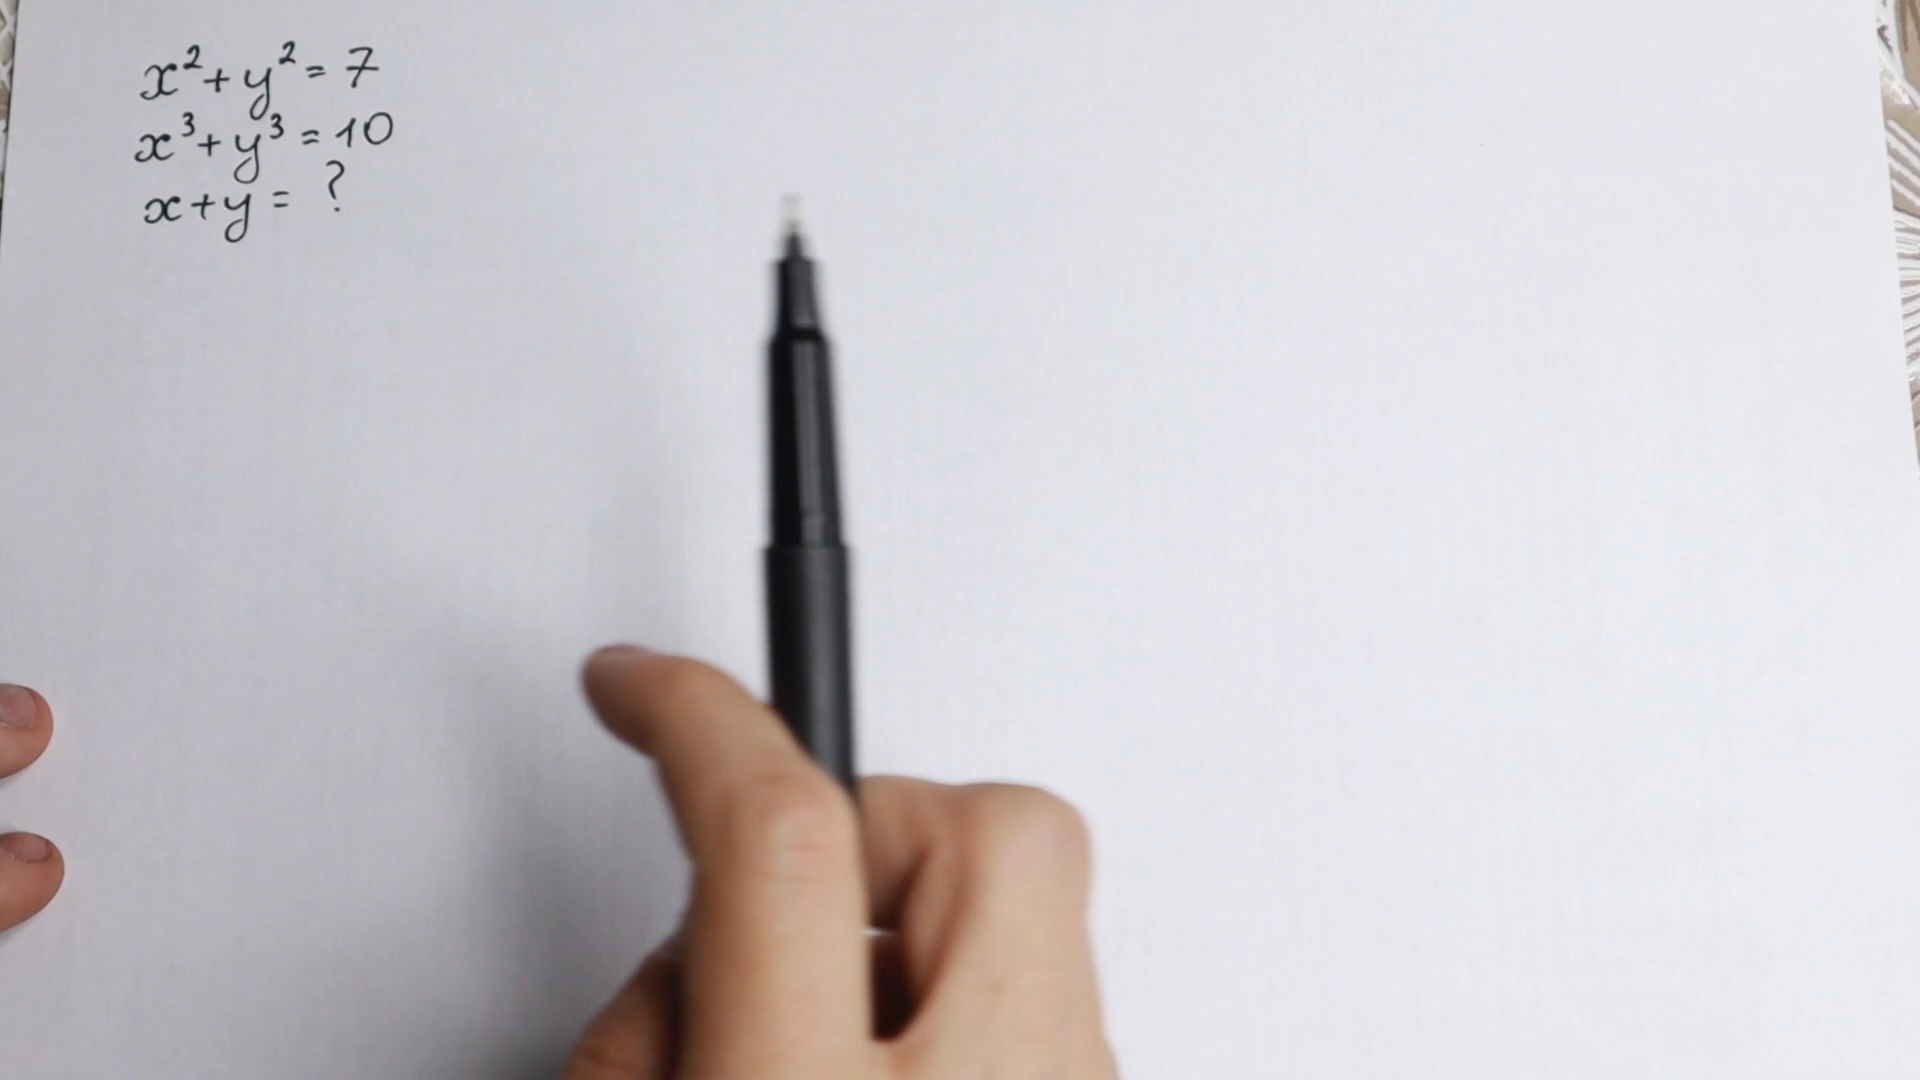 x² + y² = 7
x³ + y³ = 10
x + y = ?